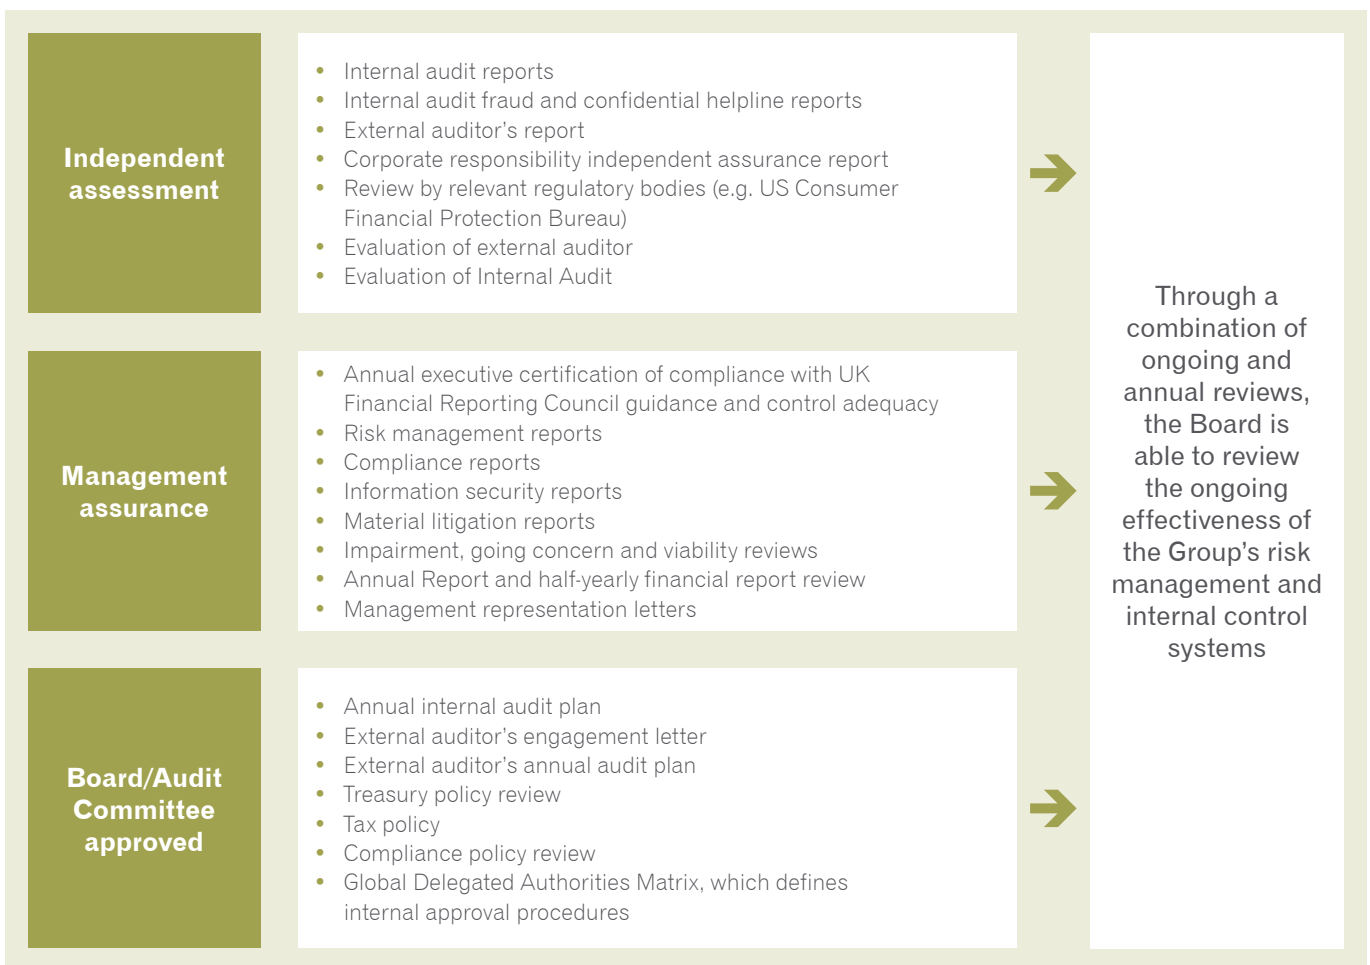 Independent
assessment
• Internal audit reports
• Internal audit fraud and confidential helpline reports
• External auditor’s report
• Corporate responsibility independent assurance report
• Review by relevant regulatory bodies (e.g. US Consumer
Financial Protection Bureau)
• Evaluation of external auditor
• Evaluation of Internal Audit
Management
assurance
• Annual executive certification of compliance with UK
Financial Reporting Council guidance and control adequacy
• Risk management reports
• Compliance reports
• Information security reports
• Material litigation reports
• Impairment, going concern and viability reviews
• Annual Report and half-yearly financial report review
• Management representation letters
Board/Audit
Committee
approved
• Annual internal audit plan
• External auditor’s engagement letter
• External auditor’s annual audit plan
• Treasury policy review
• Tax policy
• Compliance policy review
• Global Delegated Authorities Matrix, which defines
internal approval procedures
Through a
combination of
ongoing and
annual reviews,
the Board is
able to review
the ongoing
effectiveness of
the Group’s risk
management and
internal control
systems